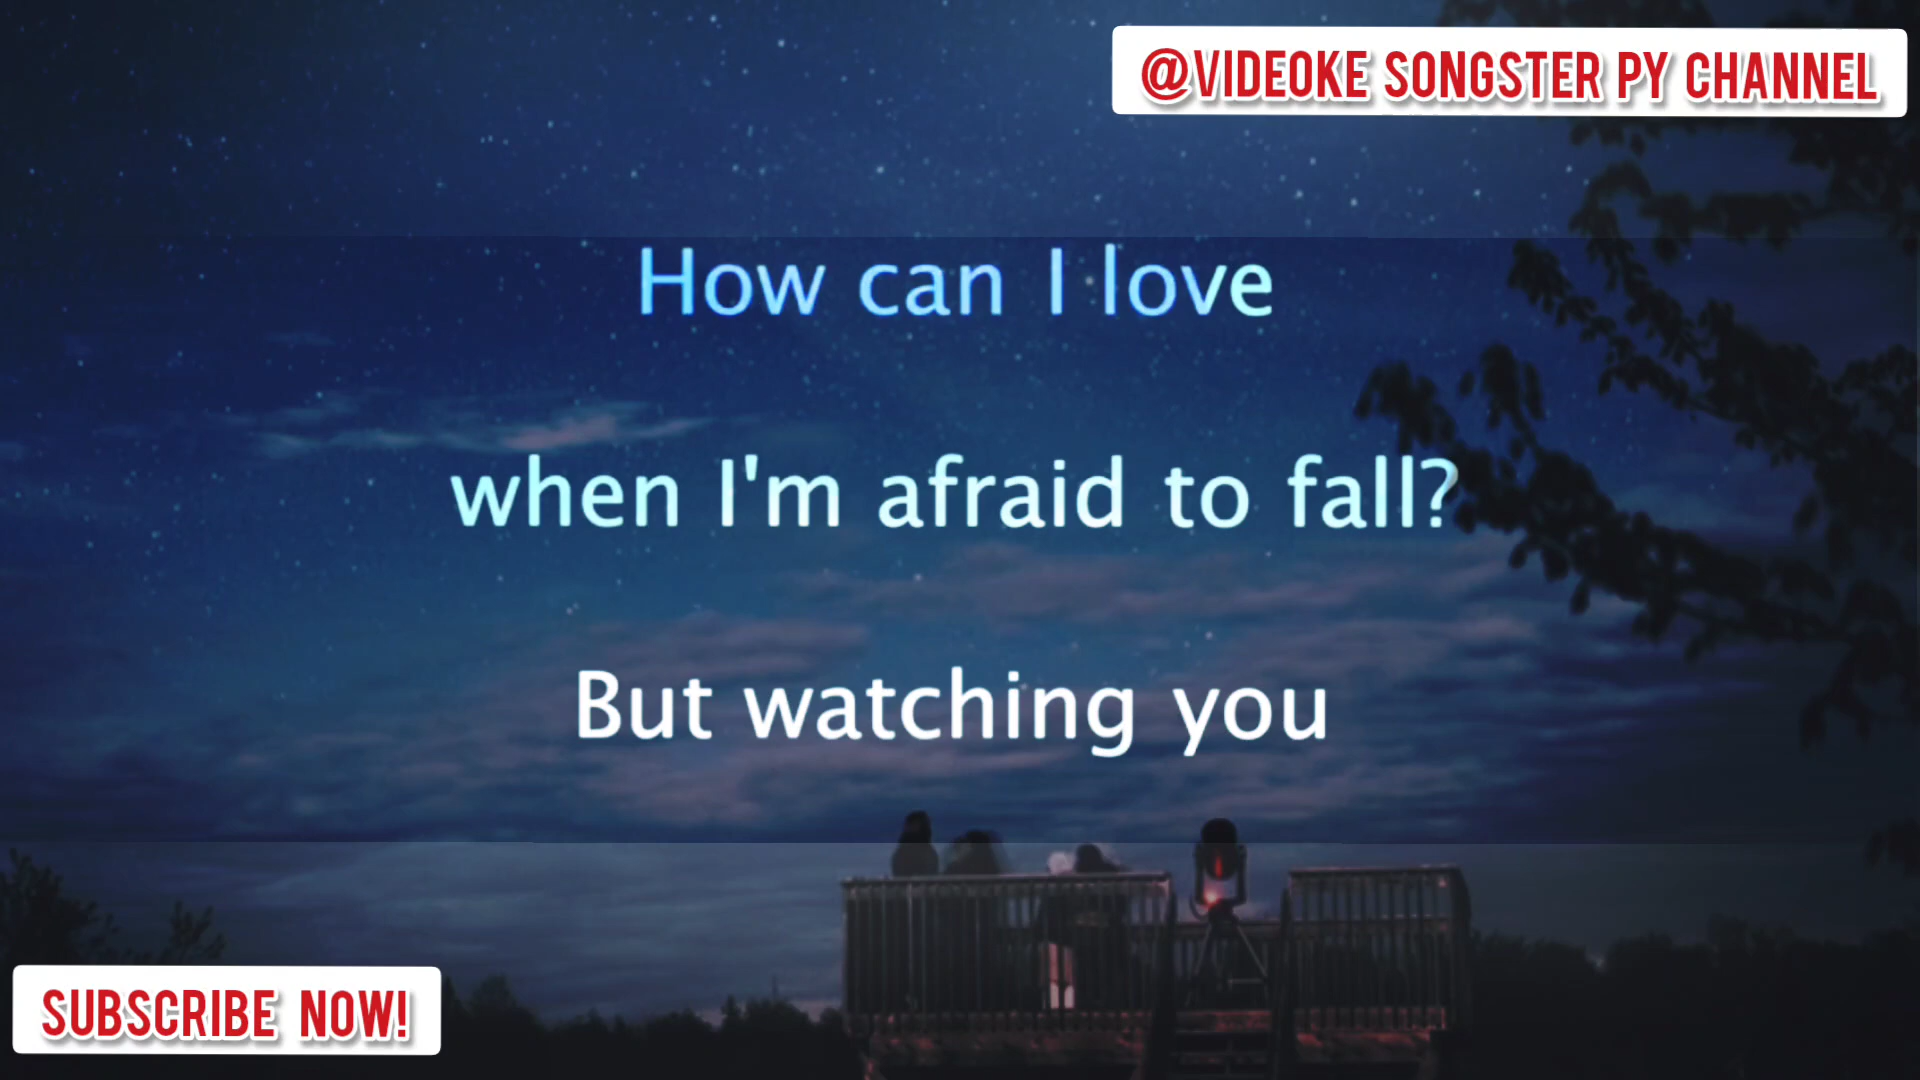 @VIDEOKE SONGSTER PY CHANNEL
How can I love
when I'm afraid to fall?
But watching you
SUBSCRIBE NOW!